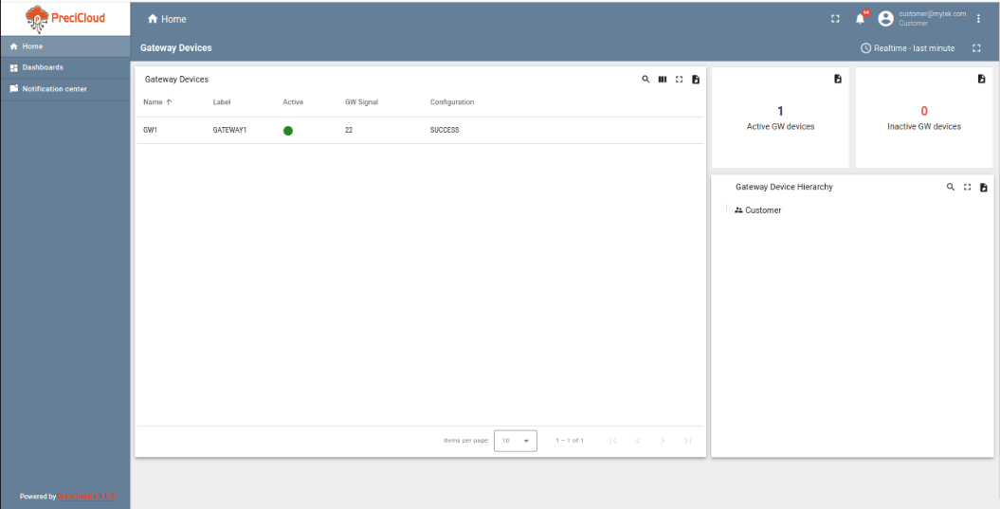 PreciCloud
Home
94
customer@mytek.com
Customer
Home
Dashboards
Notification center
Gateway Devices
Realtime - last minute
Gateway Devices
Name ↑ Label Active GW Signal Configuration
GW1 GATEWAY1 22 SUCCESS
Items per page: 10 1 – 1 of 1
1
Active GW devices
0
Inactive GW devices
Gateway Device Hierarchy
Customer
Powered by